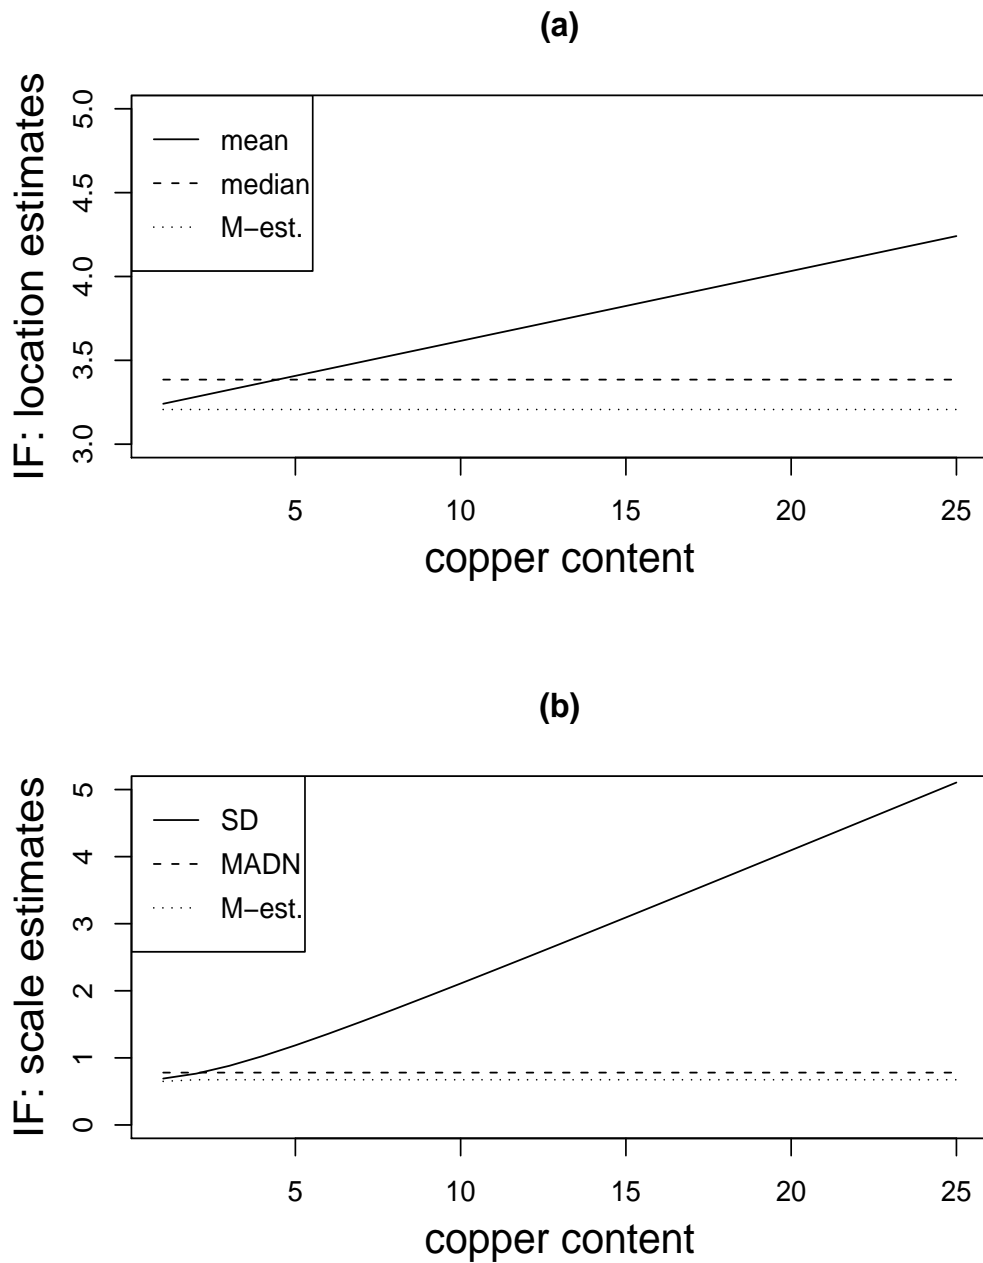 (a)
IF: location estimates
5.0
4.5
4.0
3.5
3.0
mean
median
M−est.
5 10 15 20 25
copper content
(b)
IF: scale estimates
5
4
3
2
1
0
SD
MADN
M−est.
5 10 15 20 25
copper content